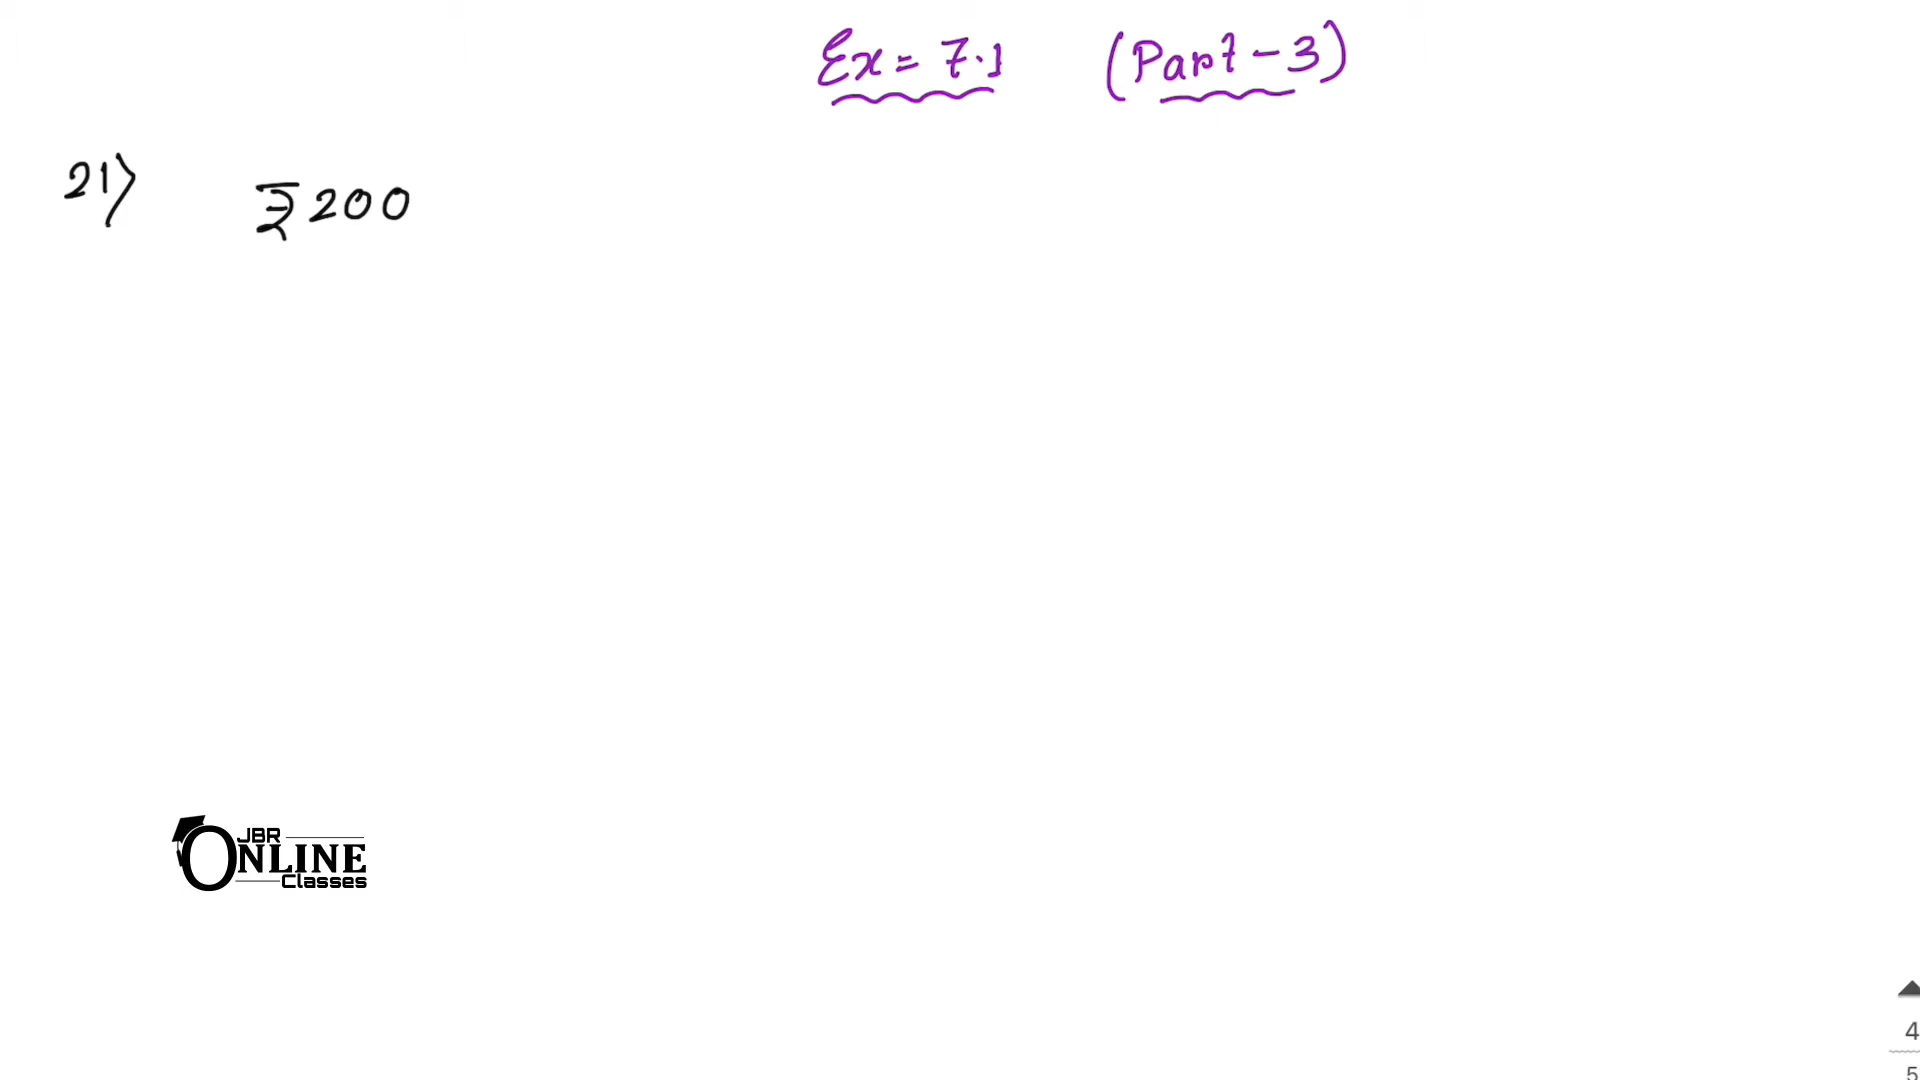 Ex = 7.1 (Part - 3)
21) ₹200
JBR
ONLINE
Classes
4
5